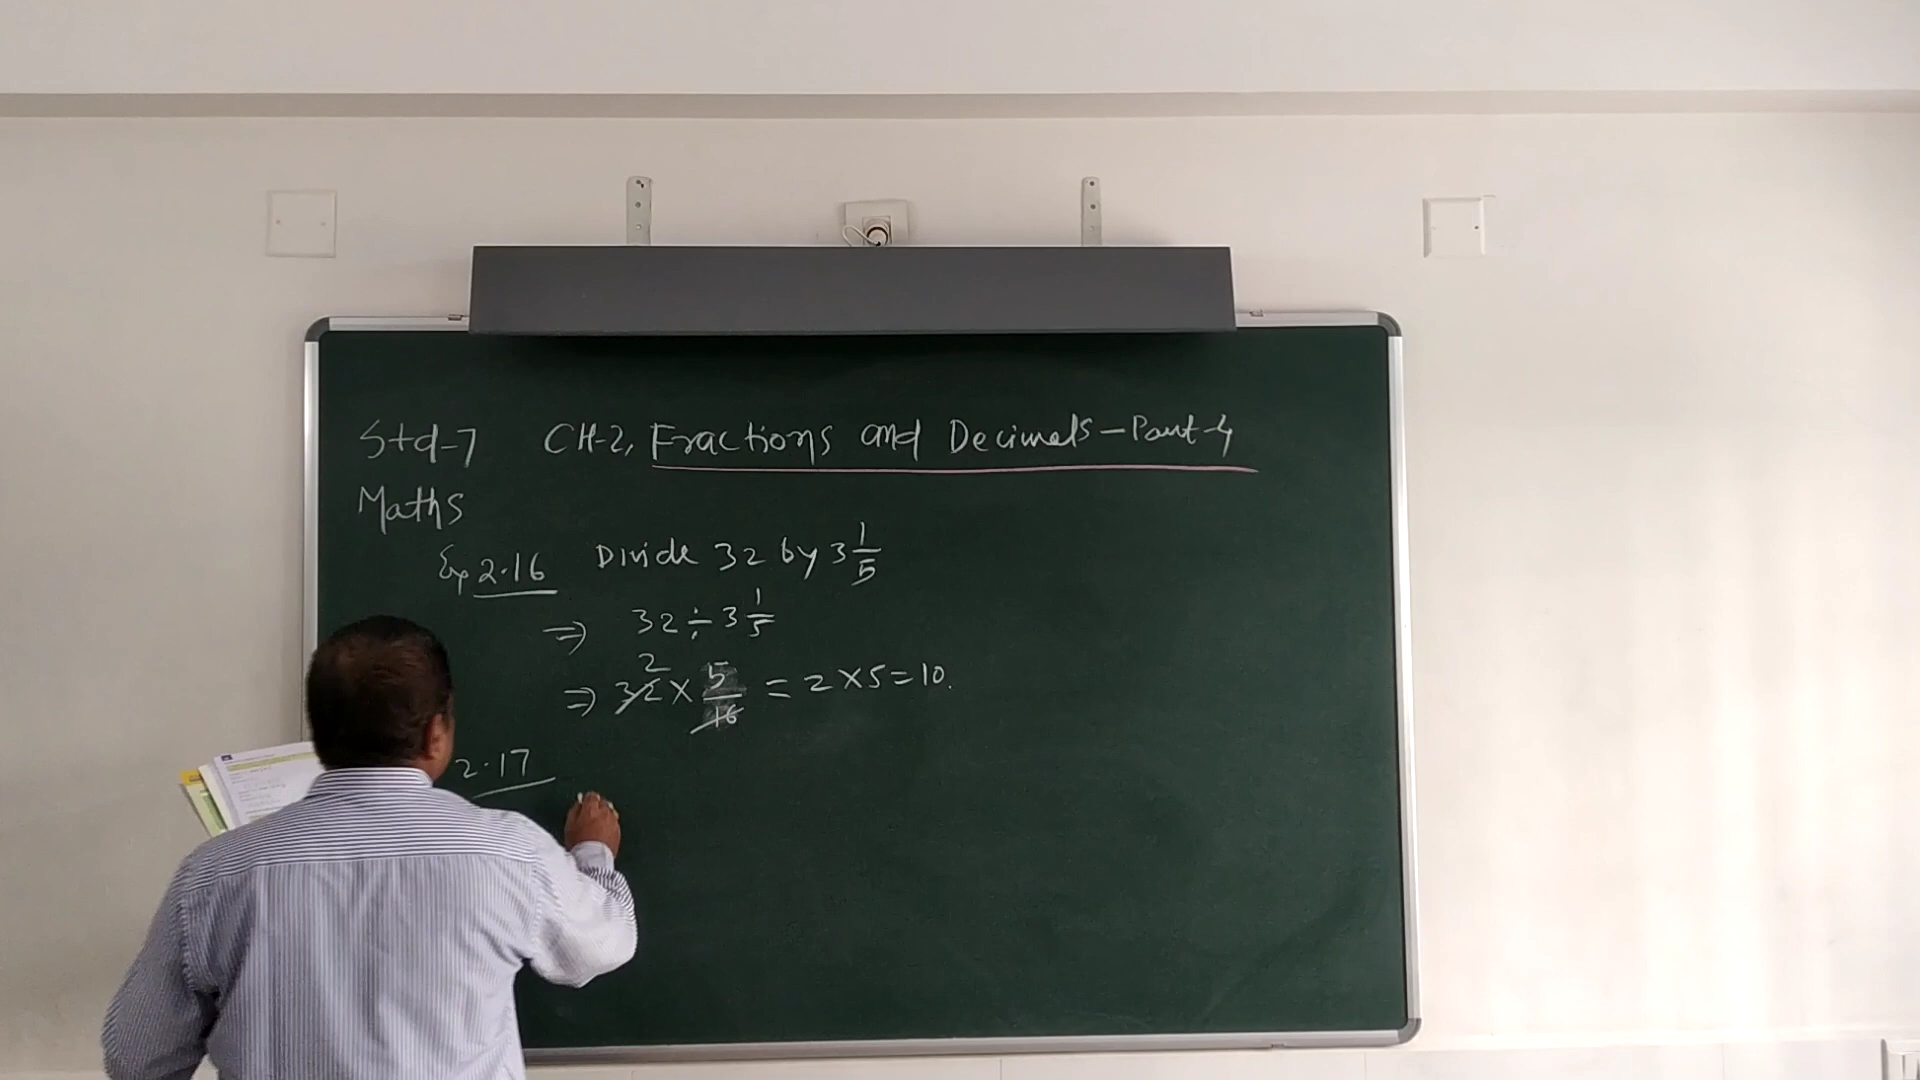 Std-7 CH-2, Fractions and Decimals-Part-4
Maths
Ex 2.16 Divide 32 by 3 1/5
⇒ 32 ÷ 3 1/5
2
⇒ 32 × 5/16 = 2 × 5 = 10.
2.17